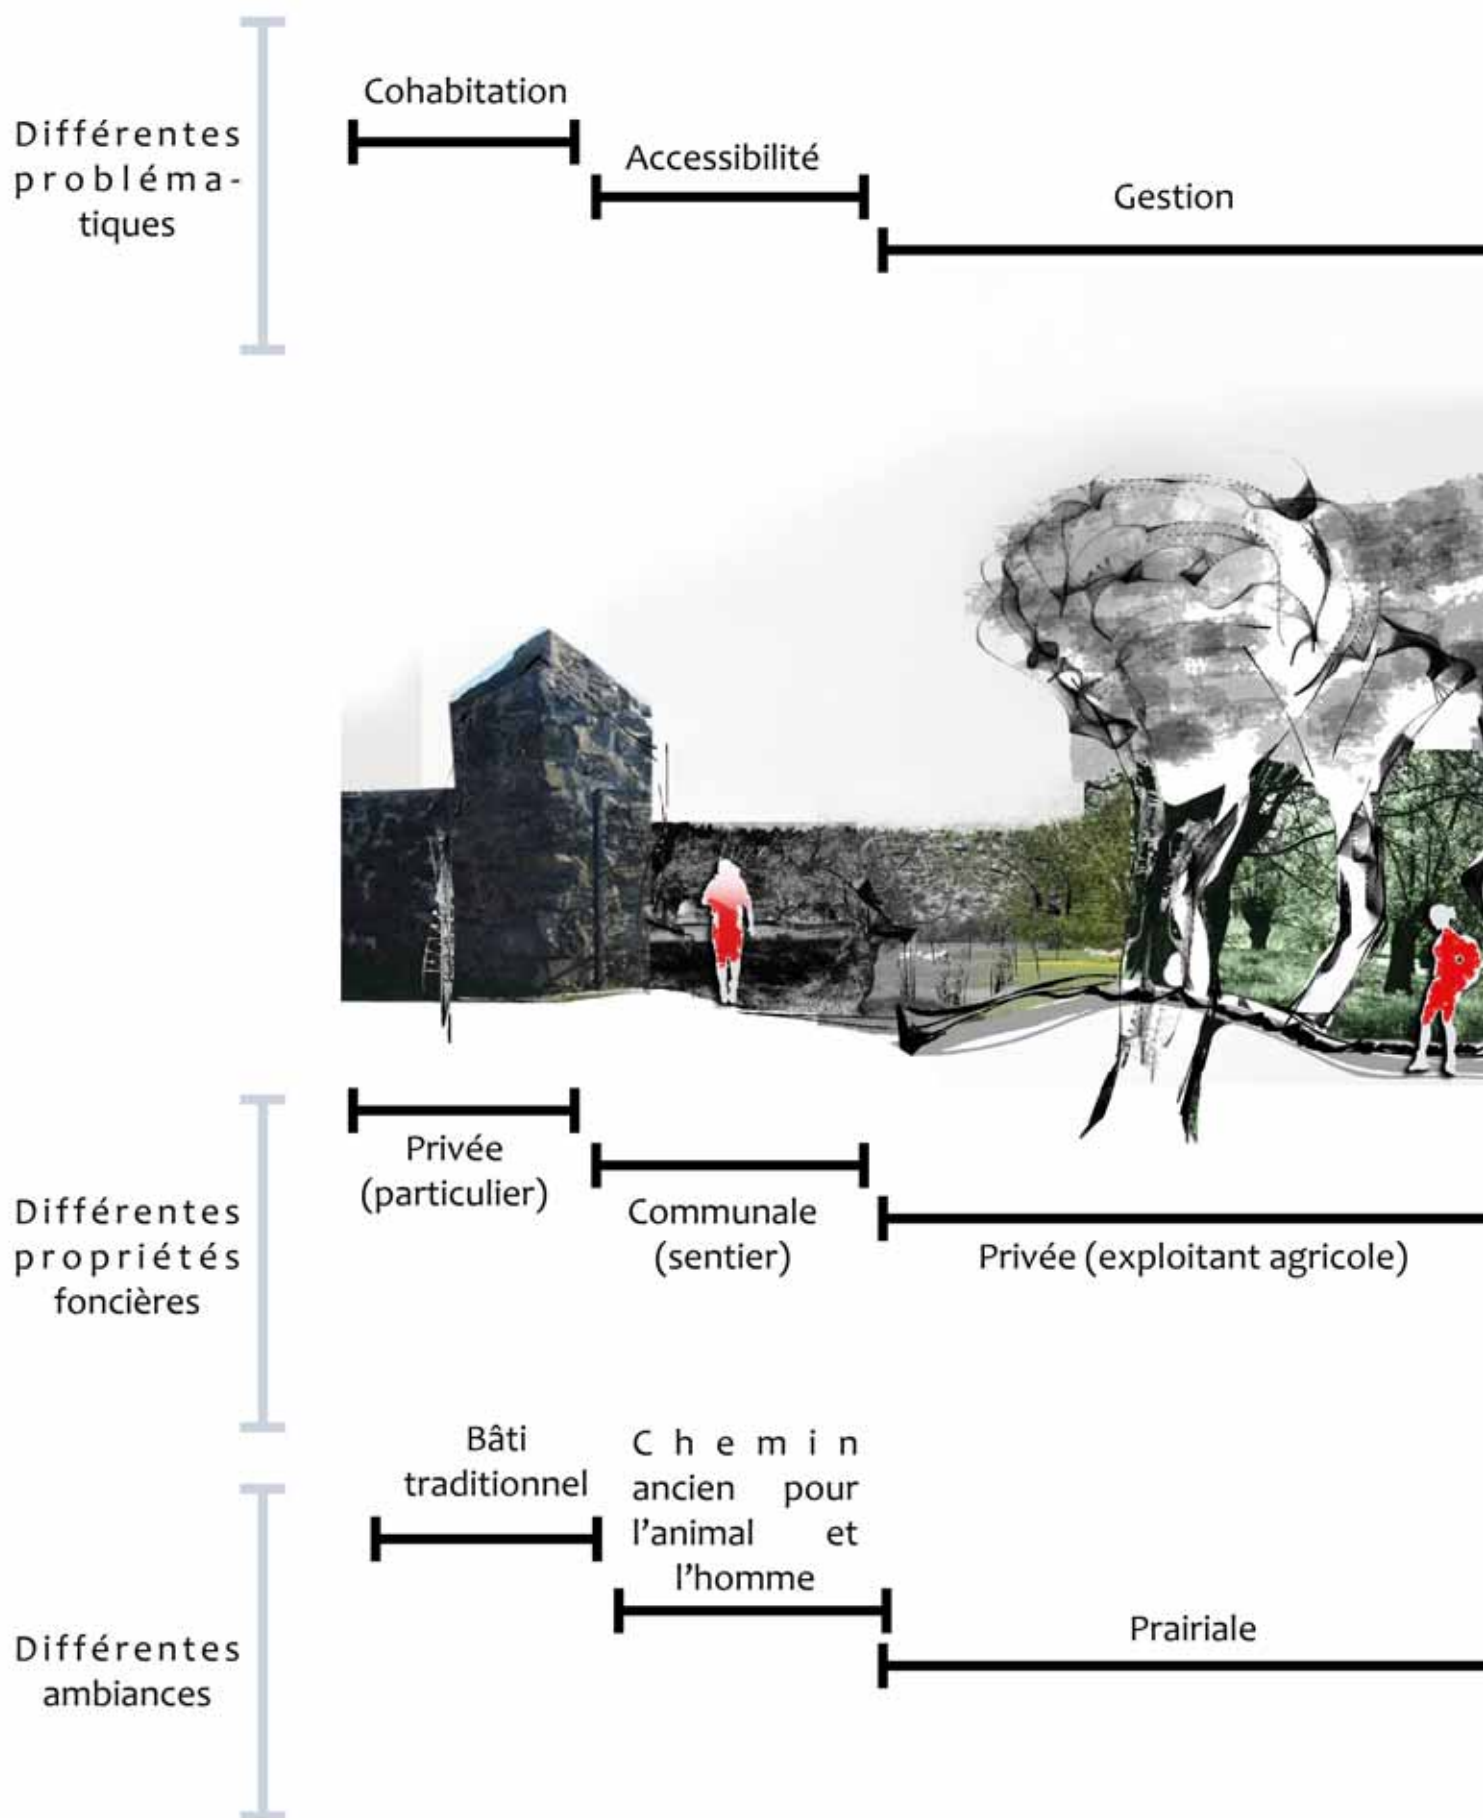 Différentes
probléma-
tiques
Cohabitation
Accessibilité
Gestion
Différentes
propriétés
foncières
Privée
(particulier)
Communale
(sentier)
Privée (exploitant agricole)
Différentes
ambiances
Bâti
traditionnel
Chemin
ancien pour
l'animal et
l'homme
Prairiale